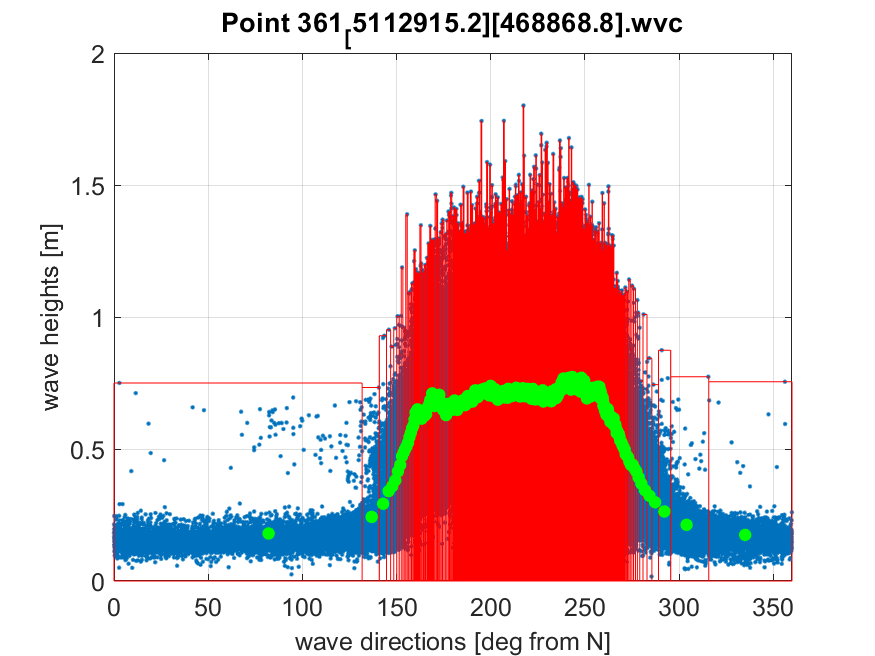 Point 361[5112915.2][468868.8].wvc
2
1.5
1
0.5
0
wave heights [m]
0 50 100 150 200 250 300 350
wave directions [deg from N]